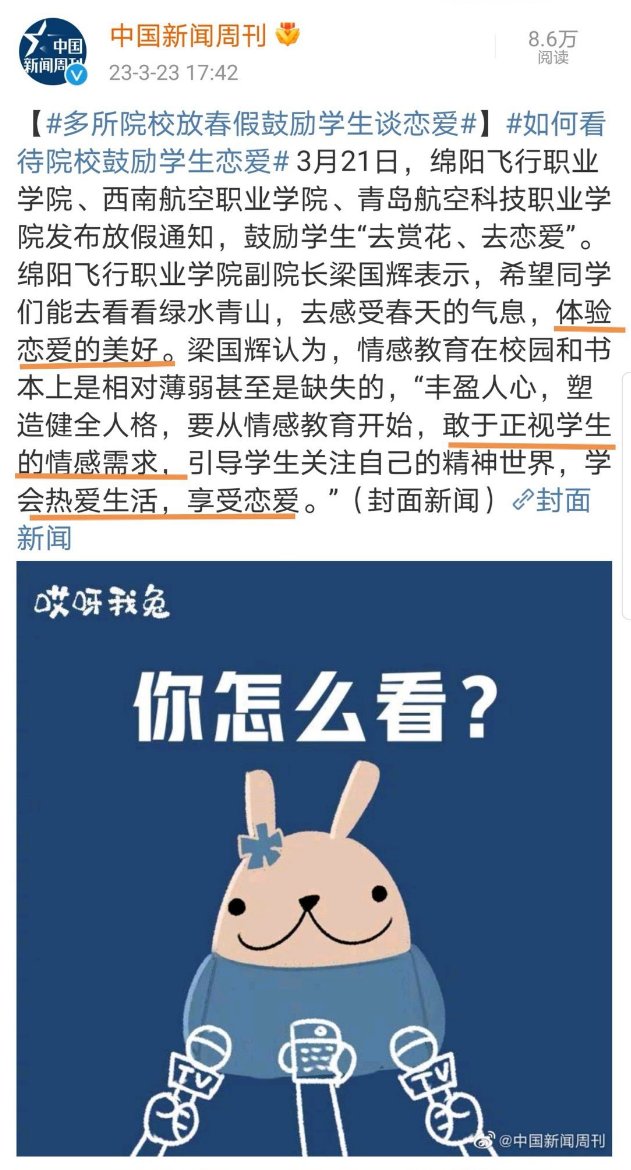 中国
新闻周刊
中国新闻周刊
8.6万
阅读
23-3-23 17:42
【#多所院校放春假鼓励学生谈恋爱#】#如何看
待院校鼓励学生恋爱# 3月21日，绵阳飞行职业
学院、西南航空职业学院、青岛航空科技职业学
院发布放假通知，鼓励学生“去赏花、去恋爱”。
绵阳飞行职业学院副院长梁国辉表示，希望同学
们能去看看绿水青山，去感受春天的气息，体验
恋爱的美好。梁国辉认为，情感教育在校园和书
本上是相对薄弱甚至是缺失的，“丰盈人心，塑
造健全人格，要从情感教育开始，敢于正视学生
的情感需求，引导学生关注自己的精神世界，学
会热爱生活，享受恋爱。”（封面新闻）封面
新闻
哎呀我兔
你怎么看？
TV
TV
@中国新闻周刊